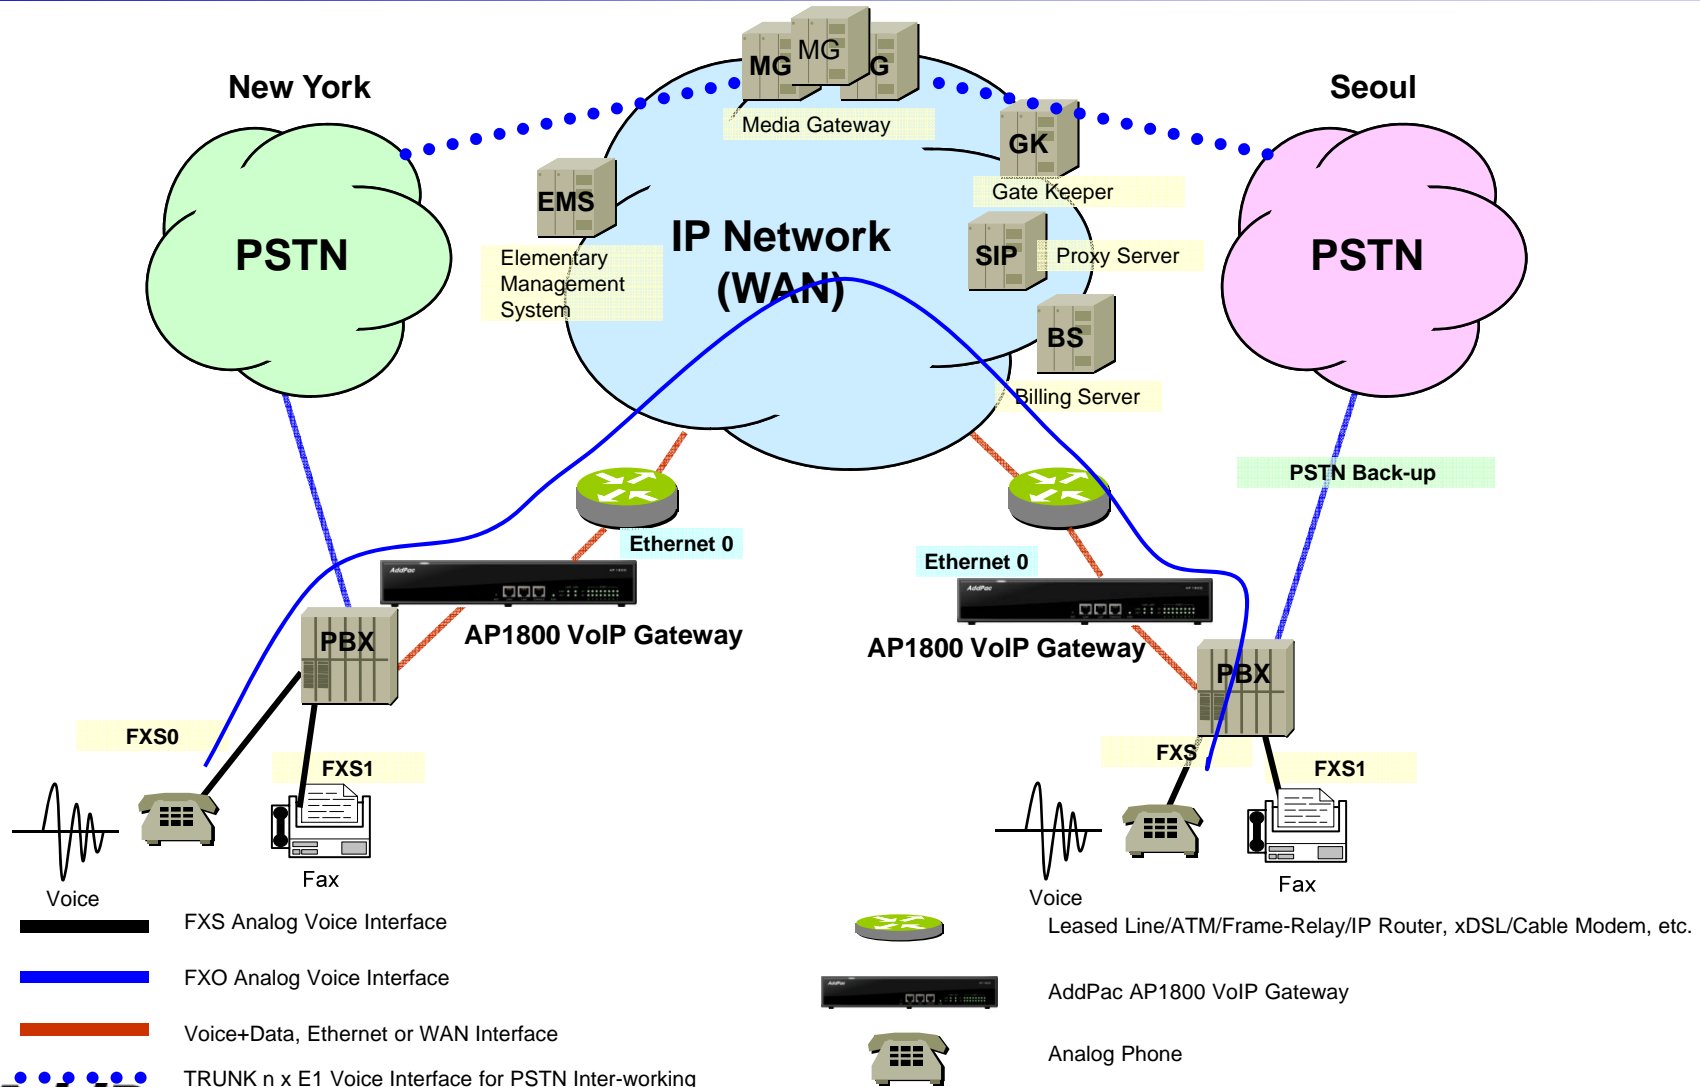 New York
Seoul
MG
MG
G
Media Gateway
GK
Gate Keeper
EMS
Elementary
Management
System
IP Network
(WAN)
SIP
Proxy Server
BS
Billing Server
PSTN
PSTN
PSTN Back-up
Ethernet 0
Ethernet 0
AddPac
AddPac
AP1800 VoIP Gateway
AP1800 VoIP Gateway
PBX
PBX
FXS0
FXS1
FXS
FXS1
Voice
Fax
Voice
Fax
FXS Analog Voice Interface
FXO Analog Voice Interface
Voice+Data, Ethernet or WAN Interface
TRUNK n x E1 Voice Interface for PSTN Inter-working
Leased Line/ATM/Frame-Relay/IP Router, xDSL/Cable Modem, etc.
AddPac
AddPac AP1800 VoIP Gateway
Analog Phone